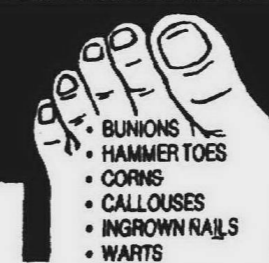 • BUNIONS
• HAMMER TOES
• CORNS
• CALLOUSES
• INGROWN NAILS
• WARTS